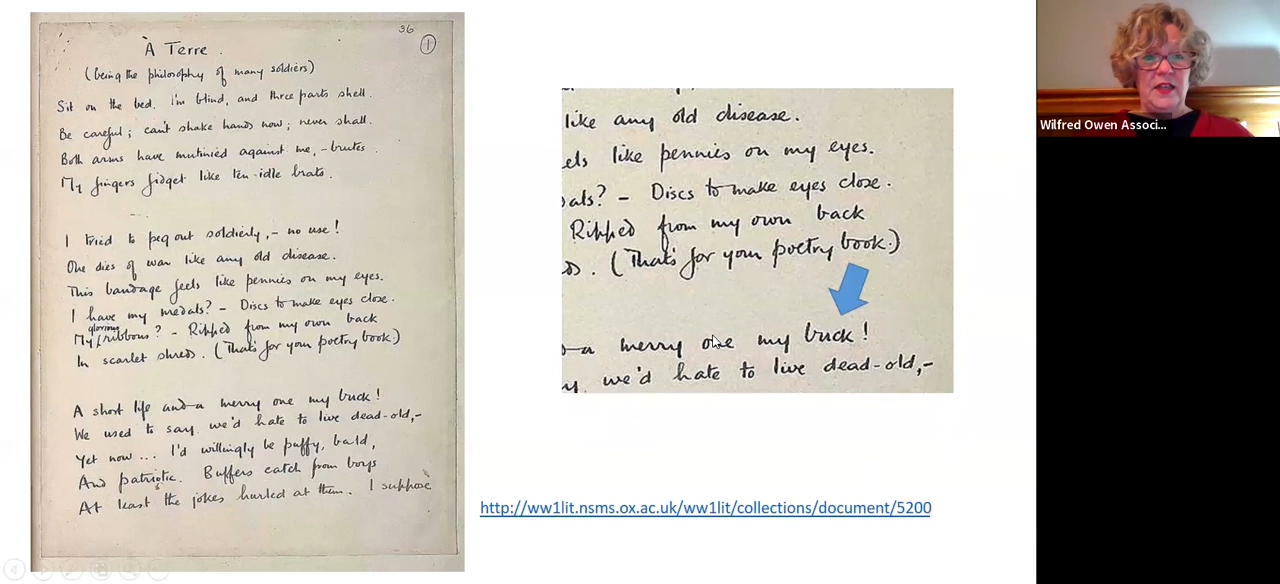 36
1
À Terre.
(being the philosophy of many soldiers)
Sit on the bed. I'm blind, and three parts shell.
Be careful; can't shake hands now; never shall.
Both arms have mutinied against me, - brutes.
My fingers fidget like ten idle brats.
I tried to peg out soldierly, - no use!
One dies of war like any old disease.
This bandage feels like pennies on my eyes.
I have my medals? - Discs to make eyes close.
My glorious ribbons? - Ripped from my own back
In scarlet shreds. (That's for your poetry book.)
A short life and a merry one my buck!
We used to say we'd hate to live dead-old, -
Yet now ... I'd willingly be puffy, bald,
And patriotic. Buffers catch from boys
At least the jokes hurled at them. I suppose
like any old disease.
els like pennies on my eyes.
als? - Discs to make eyes close.
Ripped from my own back
ds. (That's for your poetry book.)
a merry one my buck!
y we'd hate to live dead-old, -
http://ww1lit.nsms.ox.ac.uk/ww1lit/collections/document/5200
Wilfred Owen Associ...